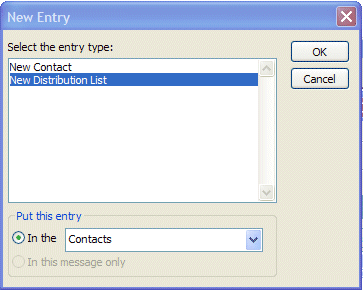 New Entry
Select the entry type:
OK
New Contact
New Distribution List
Cancel
Put this entry
In the Contacts
In this message only